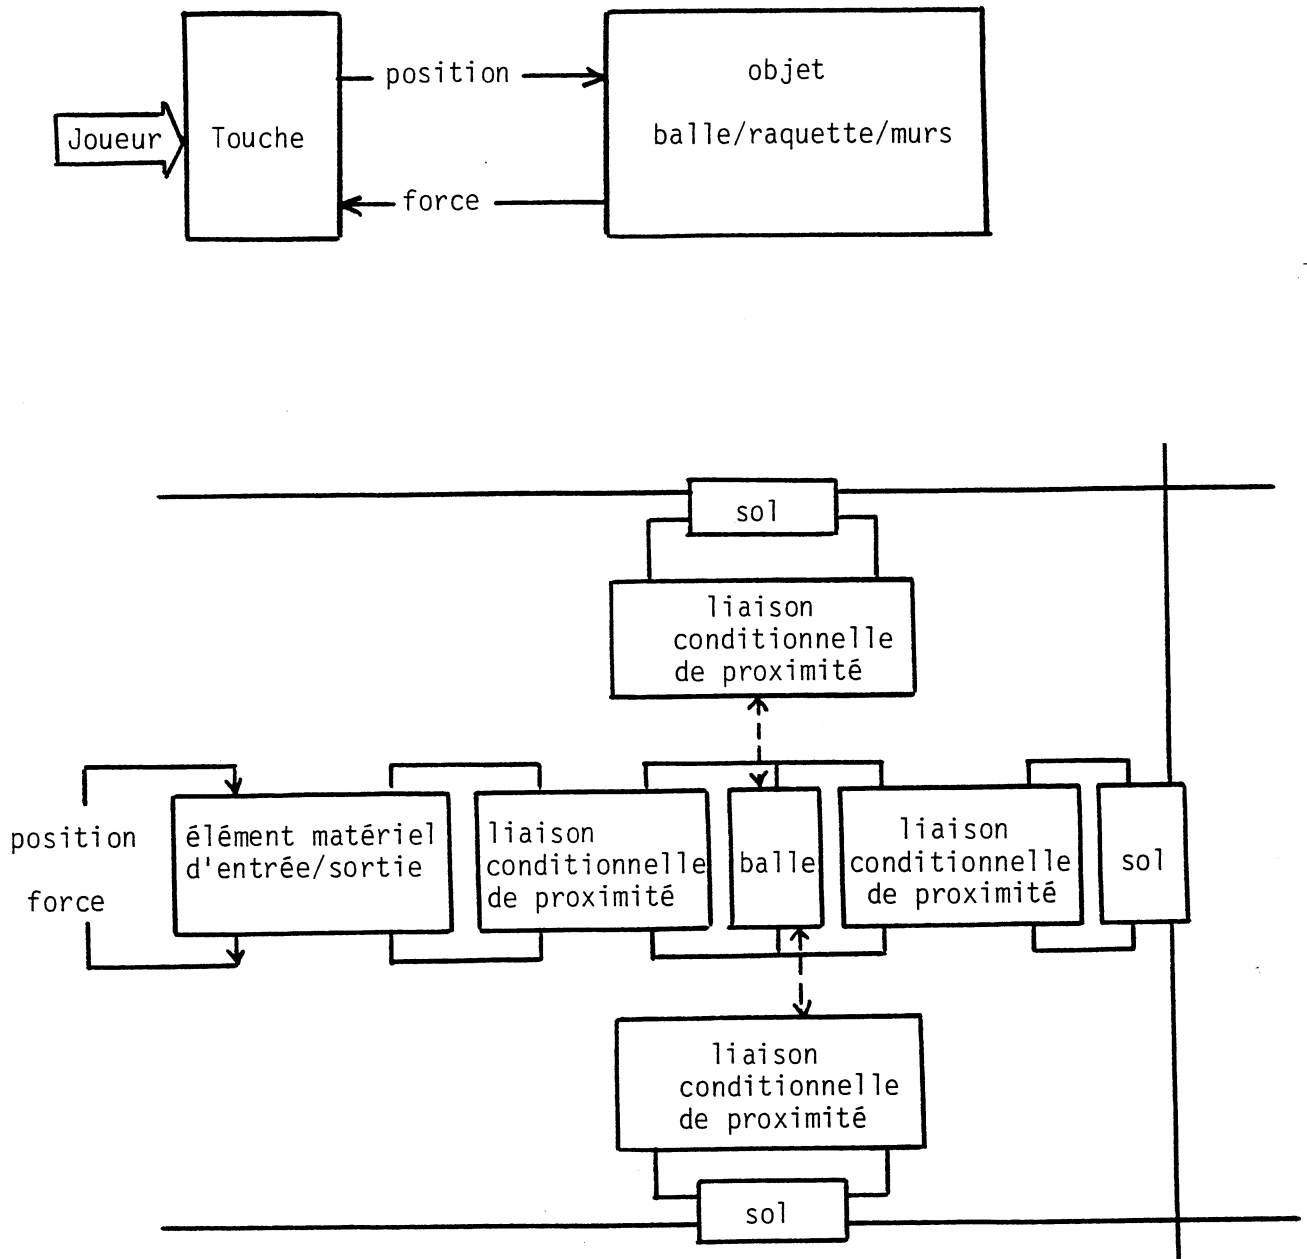 position
objet
Joueur
Touche
balle/raquette/murs
force
sol
liaison
conditionnelle
de proximité
position
force
élément matériel
d'entrée/sortie
liaison
conditionnelle
de proximité
balle
liaison
conditionnelle
de proximité
sol
liaison
conditionnelle
de proximité
sol